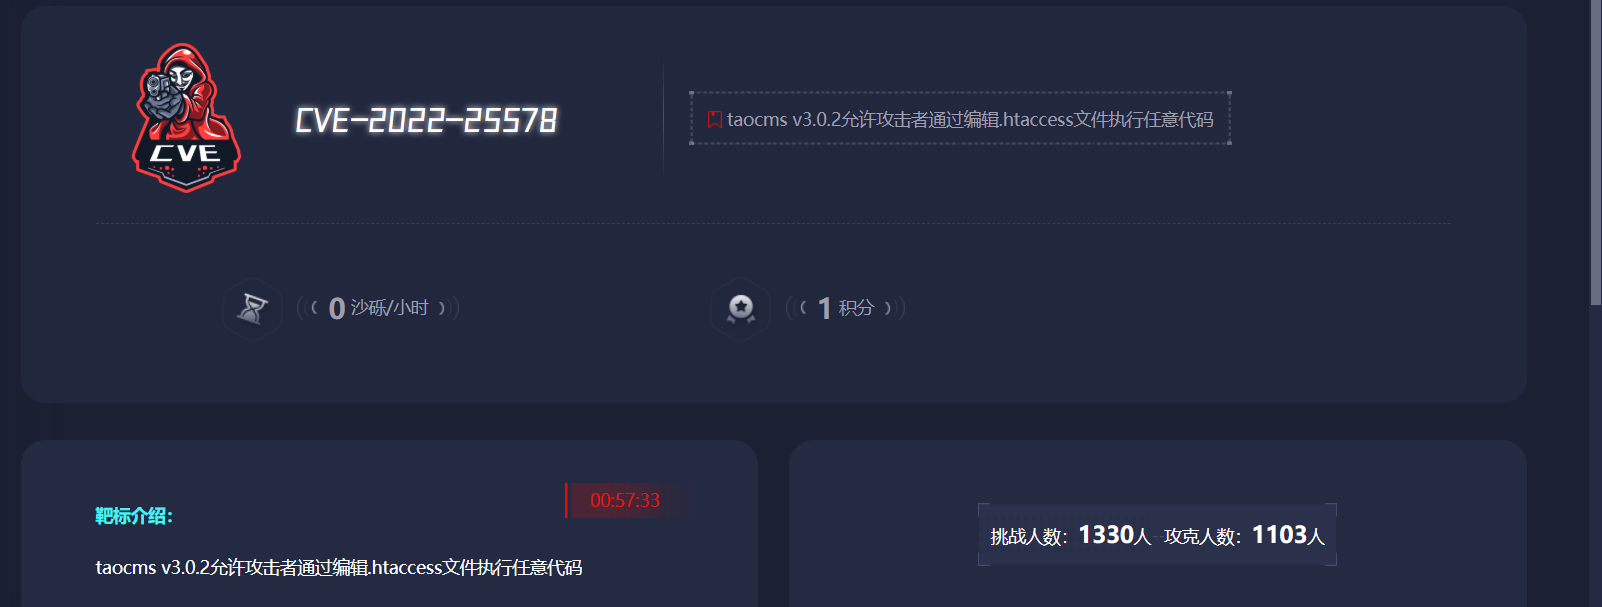 CVE
CVE-2022-25578
taocms v3.0.2允许攻击者通过编辑.htaccess文件执行任意代码
0 沙砾/小时
1 积分
00:57:33
靶标介绍：
taocms v3.0.2允许攻击者通过编辑.htaccess文件执行任意代码
挑战人数：1330人 攻克人数：1103人